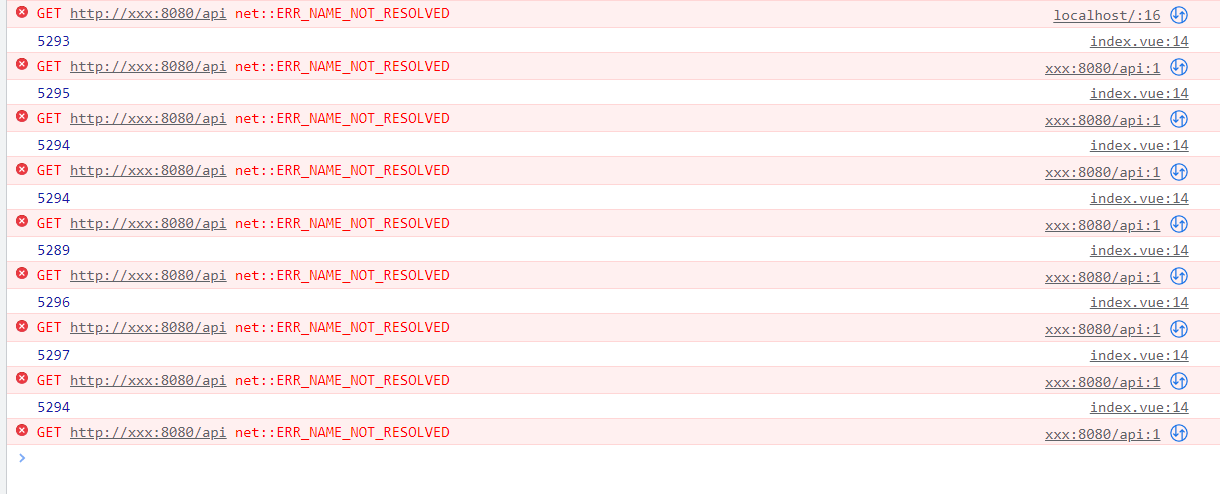 GET http://xxx:8080/api net::ERR_NAME_NOT_RESOLVED localhost/:16
5293 index.vue:14
GET http://xxx:8080/api net::ERR_NAME_NOT_RESOLVED xxx:8080/api:1
5295 index.vue:14
GET http://xxx:8080/api net::ERR_NAME_NOT_RESOLVED xxx:8080/api:1
5294 index.vue:14
GET http://xxx:8080/api net::ERR_NAME_NOT_RESOLVED xxx:8080/api:1
5294 index.vue:14
GET http://xxx:8080/api net::ERR_NAME_NOT_RESOLVED xxx:8080/api:1
5289 index.vue:14
GET http://xxx:8080/api net::ERR_NAME_NOT_RESOLVED xxx:8080/api:1
5296 index.vue:14
GET http://xxx:8080/api net::ERR_NAME_NOT_RESOLVED xxx:8080/api:1
5297 index.vue:14
GET http://xxx:8080/api net::ERR_NAME_NOT_RESOLVED xxx:8080/api:1
5294 index.vue:14
GET http://xxx:8080/api net::ERR_NAME_NOT_RESOLVED xxx:8080/api:1